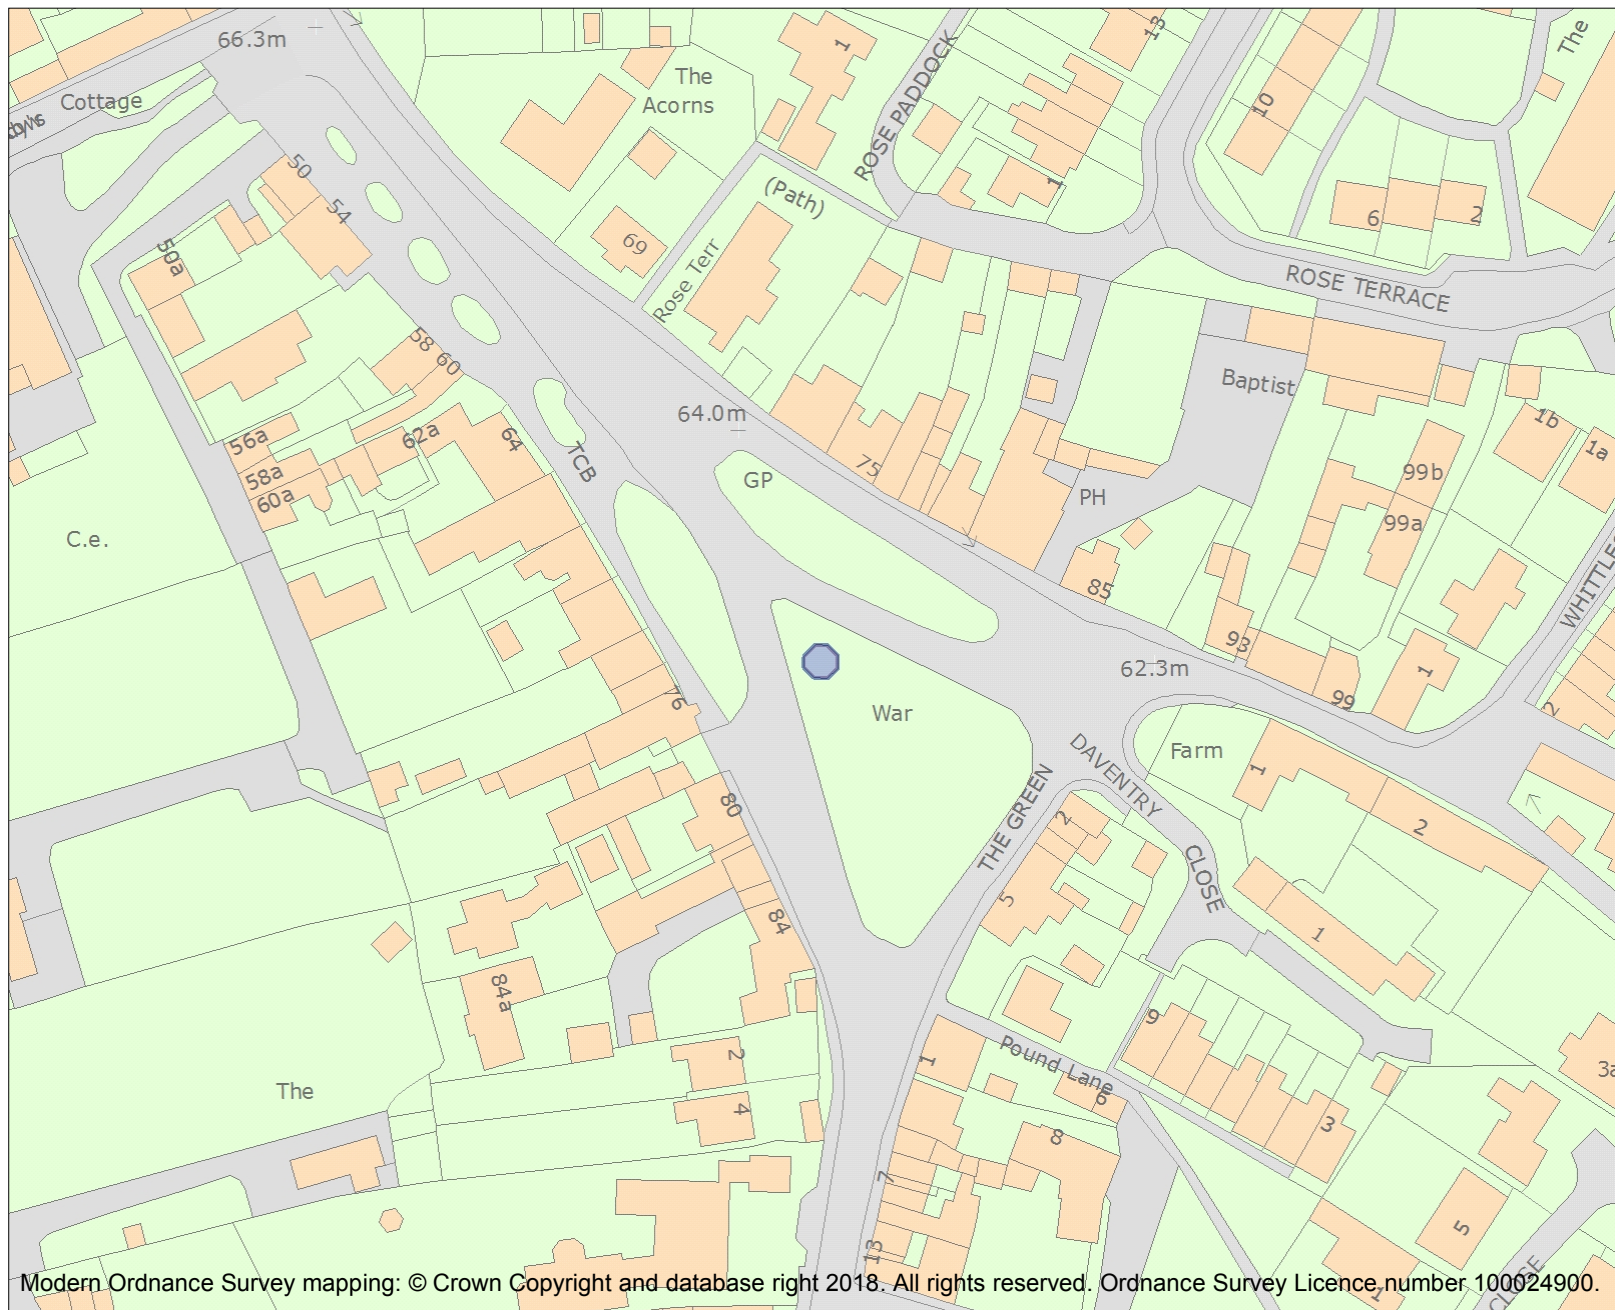 66.3m
Cottage
The
Acorns
1
ROSE PADDOCK
13
10
The
50
54
50a
69
(Path)
Rose Terr
1
6
2
ROSE TERRACE
58 60
56a
58a
60a
62a
64
TCB
64.0m
GP
75
PH
Baptist
85
93
99
99b
99a
1b
1a
1
2
C.e.
76
62.3m
War
Farm
DAVENTRY
CLOSE
THE GREEN
1
2
2
5
1
80
84
84a
9
Pound Lane
1
6
8
3
3a
2
4
The
7
13
5
1
CLOSE
Modern Ordnance Survey mapping: © Crown Copyright and database right 2018. All rights reserved. Ordnance Survey Licence number 100024900.